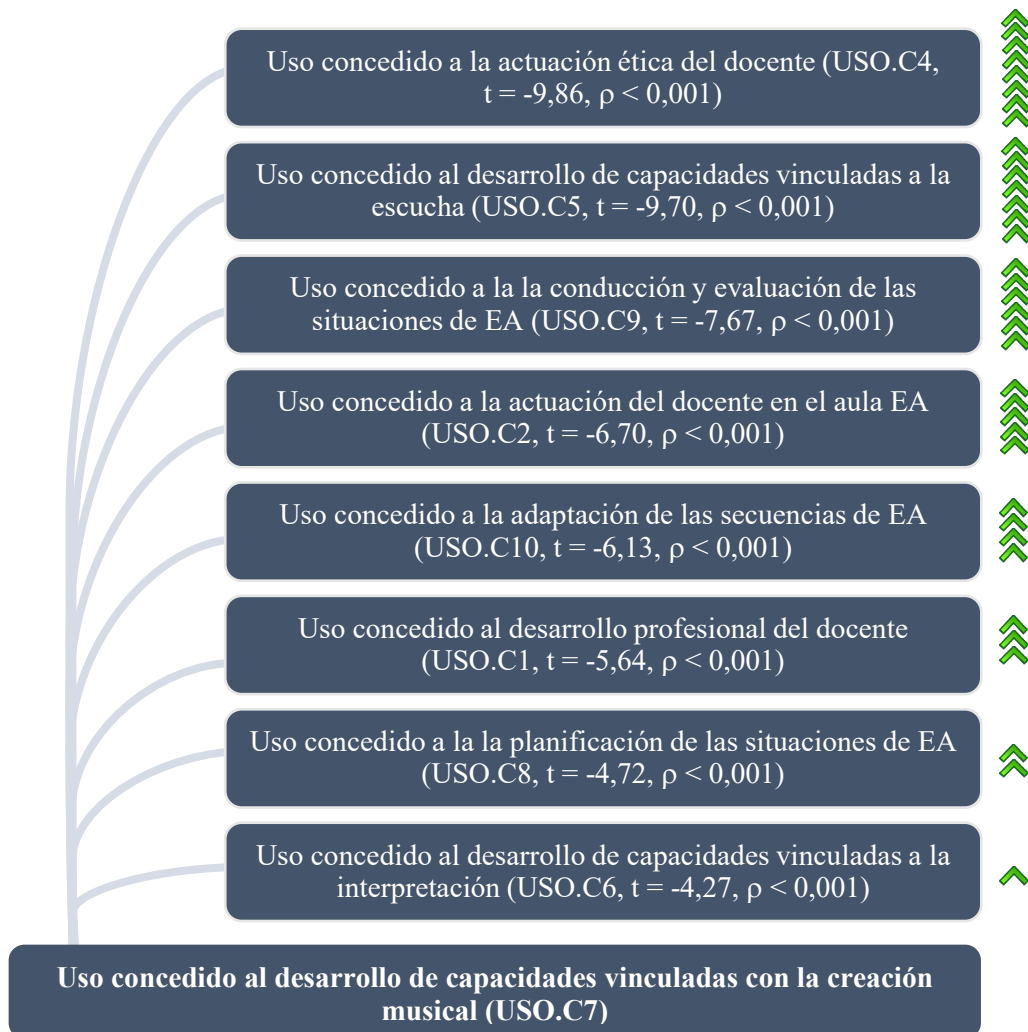 Uso concedido a la actuación ética del docente (USO.C4,
t = -9,86, ρ < 0,001)
Uso concedido al desarrollo de capacidades vinculadas a la
escucha (USO.C5, t = -9,70, ρ < 0,001)
Uso concedido a la la conducción y evaluación de las
situaciones de EA (USO.C9, t = -7,67, ρ < 0,001)
Uso concedido a la actuación del docente en el aula EA
(USO.C2, t = -6,70, ρ < 0,001)
Uso concedido a la adaptación de las secuencias de EA
(USO.C10, t = -6,13, ρ < 0,001)
Uso concedido al desarrollo profesional del docente
(USO.C1, t = -5,64, ρ < 0,001)
Uso concedido a la la planificación de las situaciones de EA
(USO.C8, t = -4,72, ρ < 0,001)
Uso concedido al desarrollo de capacidades vinculadas a la
interpretación (USO.C6, t = -4,27, ρ < 0,001)
Uso concedido al desarrollo de capacidades vinculadas con la creación
musical (USO.C7)